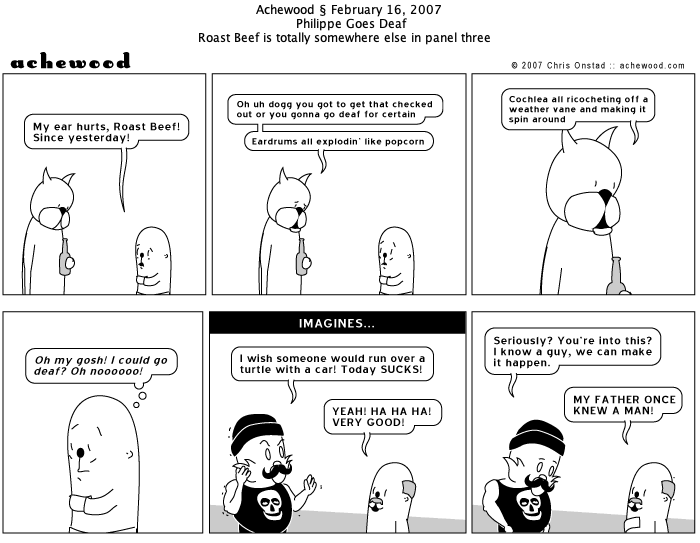 Achewood § February 16, 2007
Philippe Goes Deaf
Roast Beef is totally somewhere else in panel three
achewood
© 2007 Chris Onstad :: achewood.com
My ear hurts, Roast Beef!
Since yesterday!
Oh uh dogg you got to get that checked
out or you gonna go deaf for certain
Eardrums all explodin' like popcorn
Cochlea all ricocheting off a
weather vane and making it
spin around
Oh my gosh! I could go
deaf? Oh noooooo!
IMAGINES...
I wish someone would run over a
turtle with a car! Today SUCKS!
YEAH! HA HA HA!
VERY GOOD!
Seriously? You're into this?
I know a guy, we can make
it happen.
MY FATHER ONCE
KNEW A MAN!